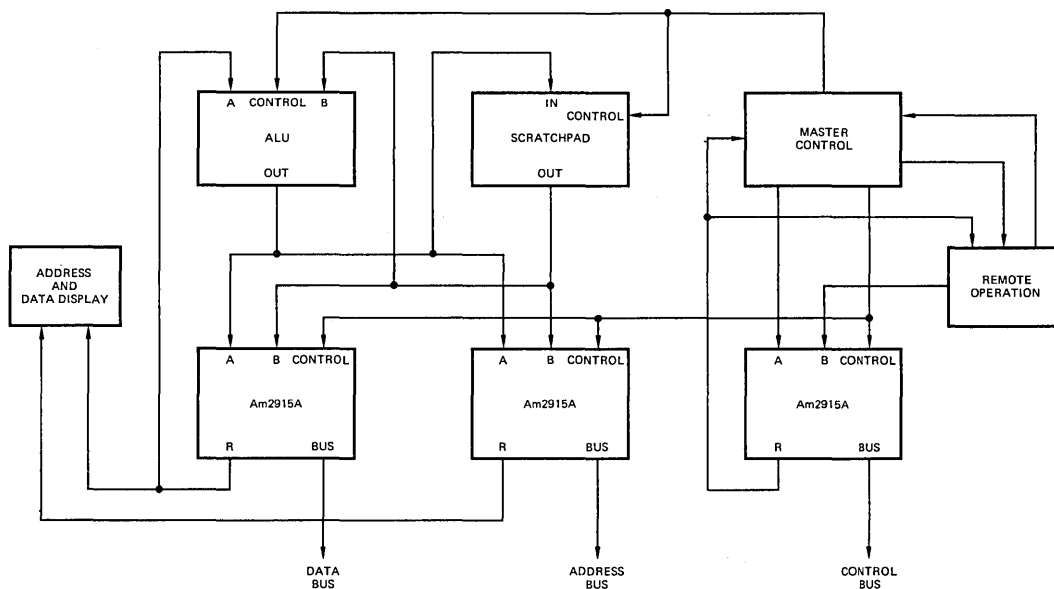 A CONTROL B
ALU
OUT
IN
CONTROL
SCRATCHPAD
OUT
MASTER
CONTROL
ADDRESS
AND
DATA DISPLAY
REMOTE
OPERATION
A B CONTROL
Am2915A
R BUS
A B CONTROL
Am2915A
R BUS
A B CONTROL
Am2915A
R BUS
DATA
BUS
ADDRESS
BUS
CONTROL
BUS